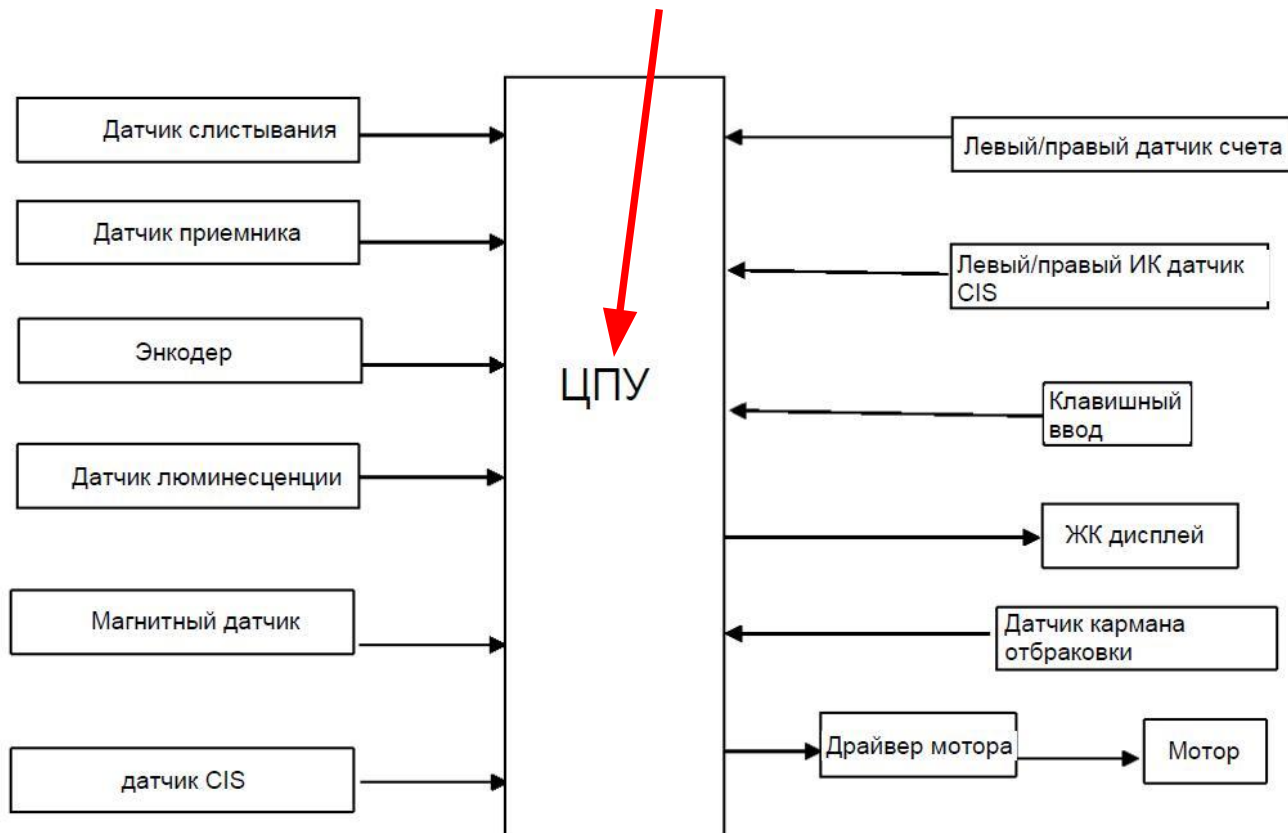 Датчик слистывания
Датчик приемника
Энкодер
Датчик люминесценции
Магнитный датчик
датчик CIS
ЦПУ
Левый/правый датчик счета
Левый/правый ИК датчик
CIS
Клавишный
ввод
ЖК дисплей
Датчик кармана
отбраковки
Драйвер мотора
Мотор